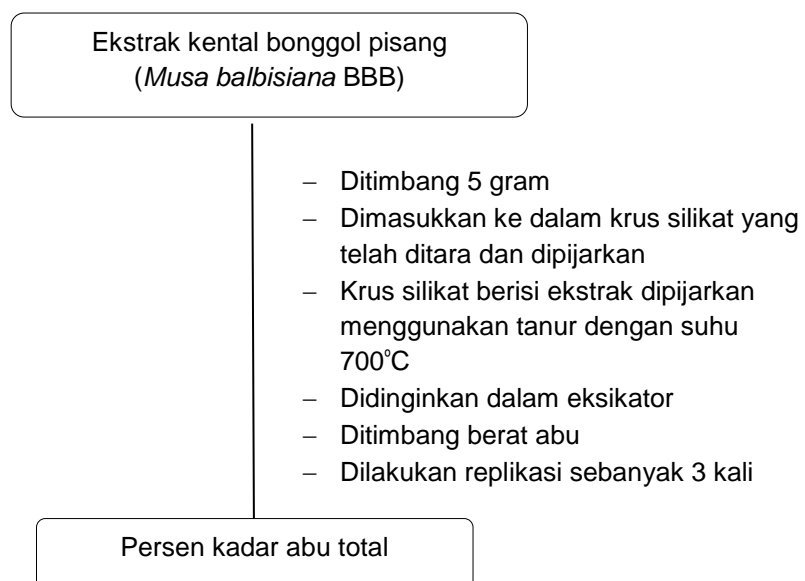 Ekstrak kental bonggol pisang
(Musa balbisiana BBB)
– Ditimbang 5 gram
– Dimasukkan ke dalam krus silikat yang
telah ditara dan dipijarkan
– Krus silikat berisi ekstrak dipijarkan
menggunakan tanur dengan suhu
700°C
– Didinginkan dalam eksikator
– Ditimbang berat abu
– Dilakukan replikasi sebanyak 3 kali
Persen kadar abu total